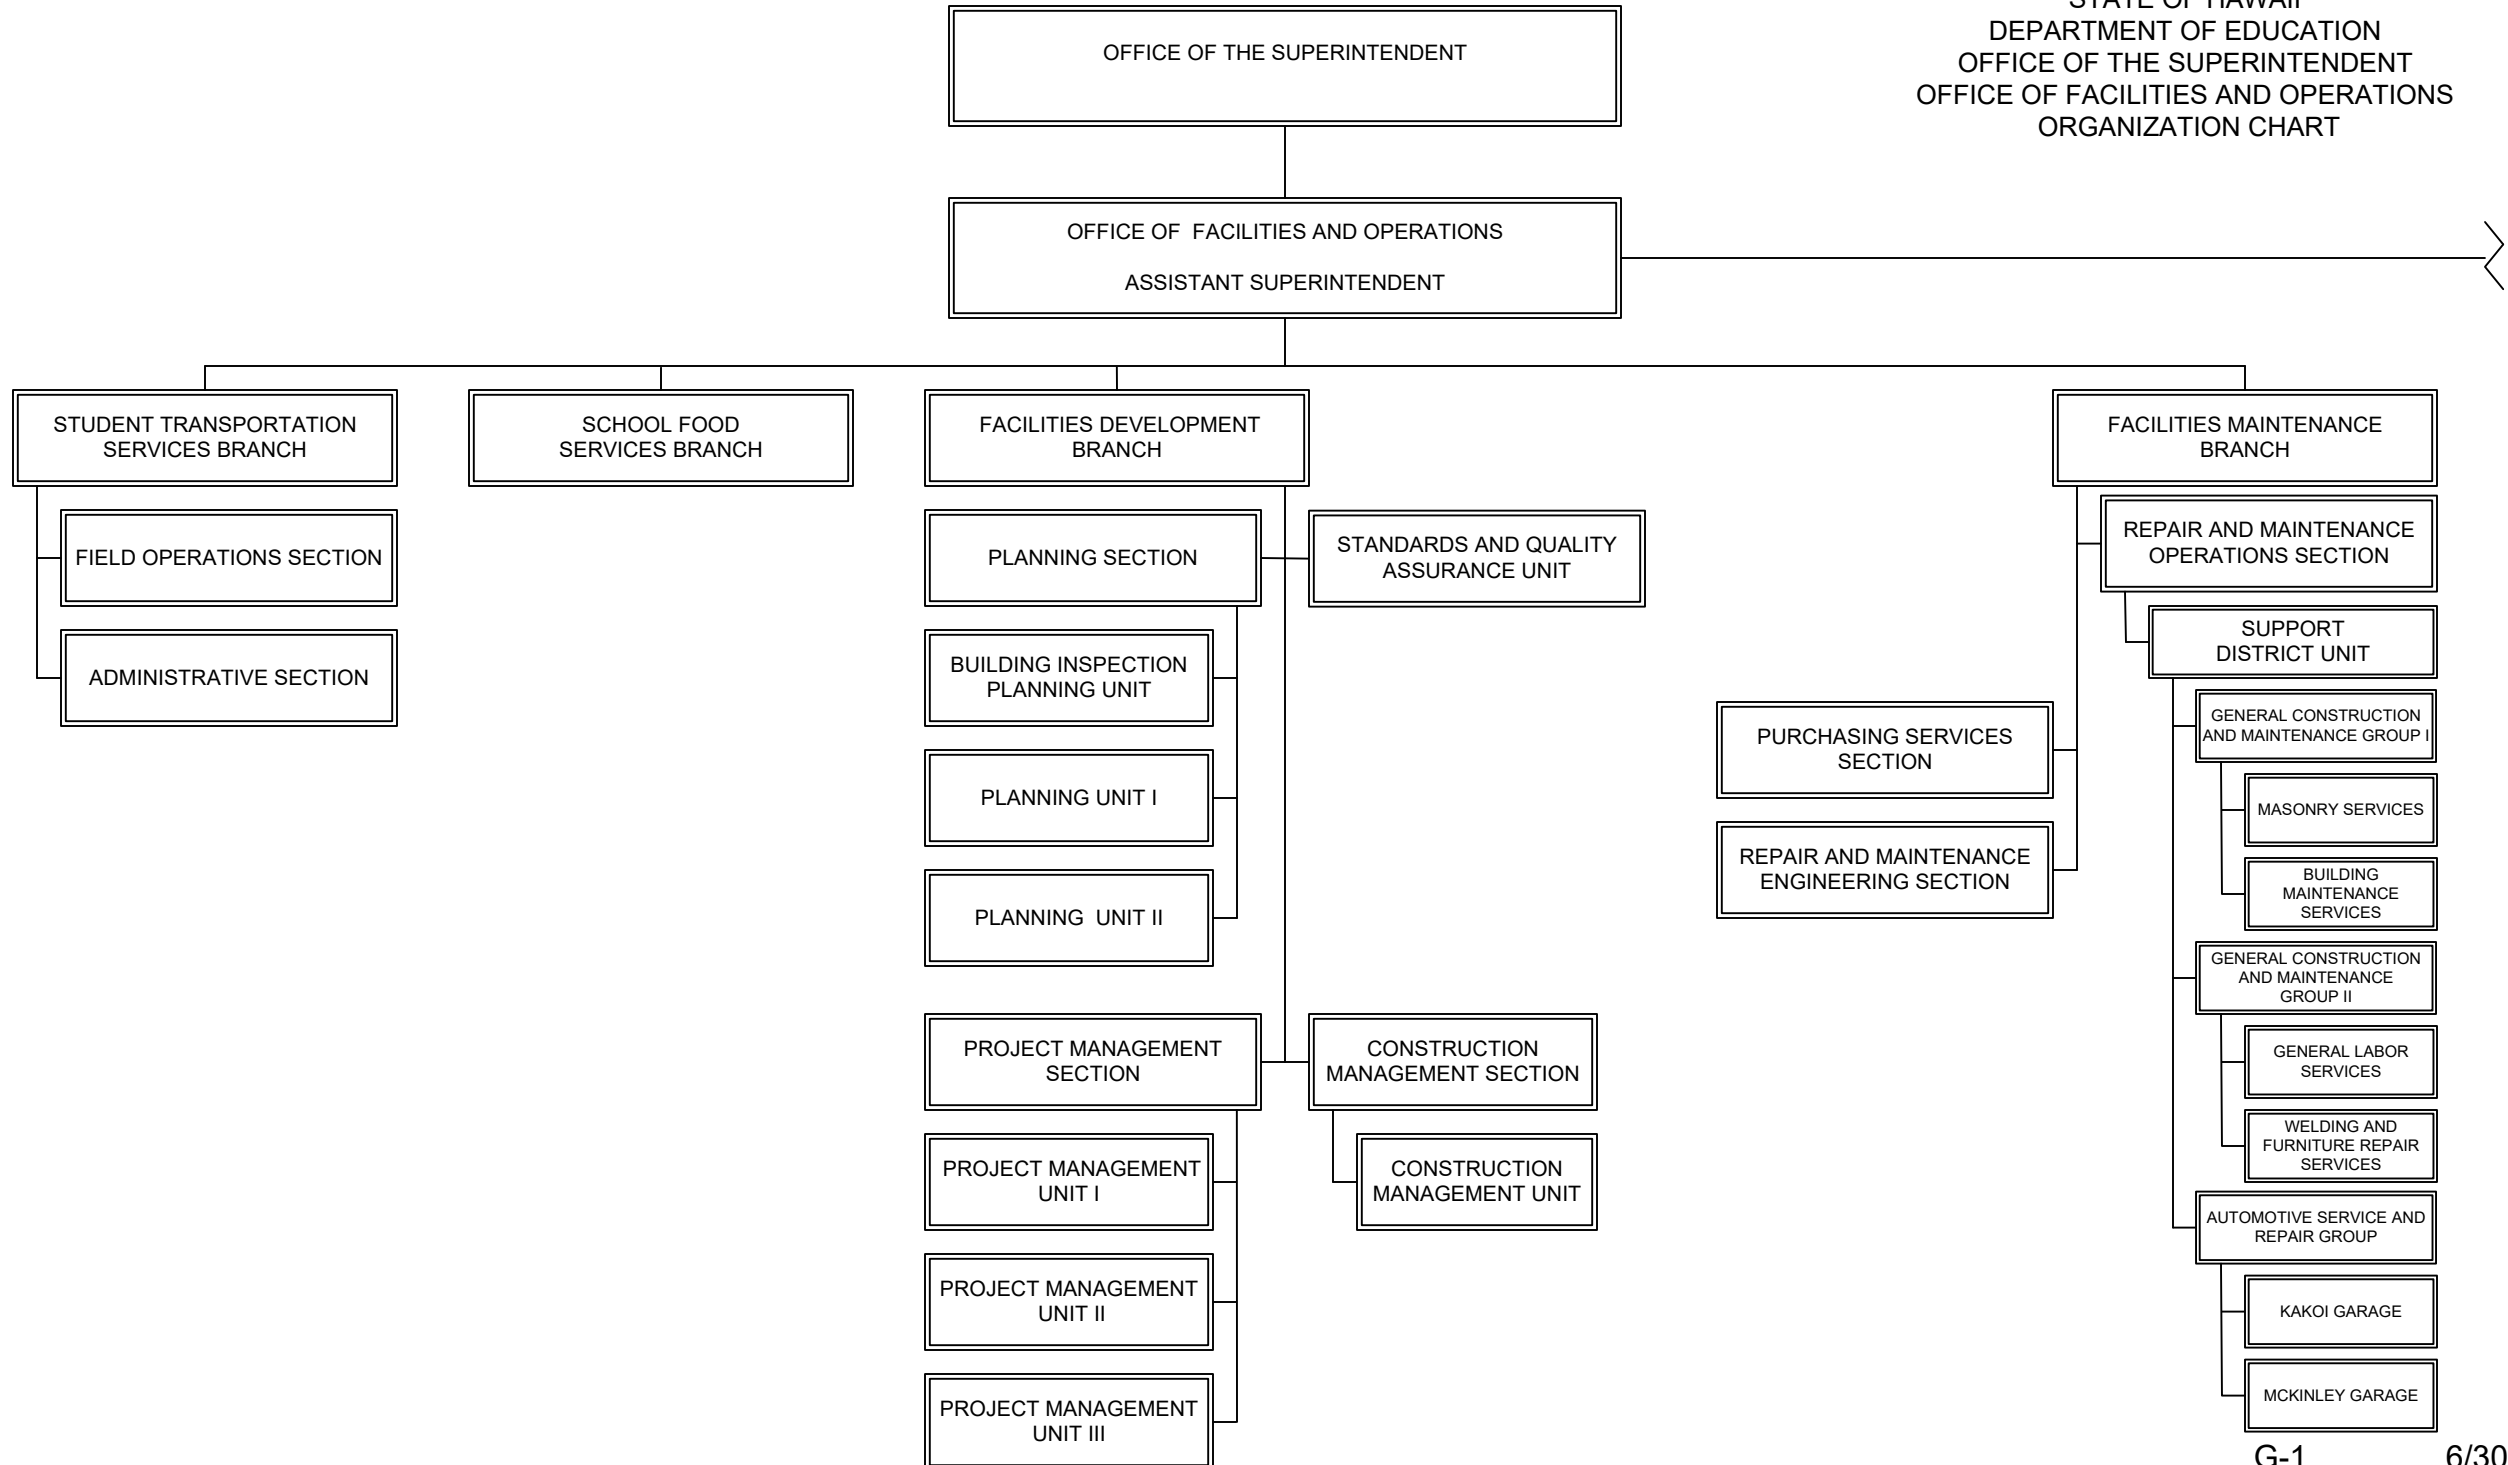 STATE OF HAWAII
DEPARTMENT OF EDUCATION
OFFICE OF THE SUPERINTENDENT
OFFICE OF FACILITIES AND OPERATIONS
ORGANIZATION CHART
OFFICE OF THE SUPERINTENDENT
OFFICE OF  FACILITIES AND OPERATIONS
ASSISTANT SUPERINTENDENT
STUDENT TRANSPORTATION
SERVICES BRANCH
FIELD OPERATIONS SECTION
ADMINISTRATIVE SECTION
SCHOOL FOOD
SERVICES BRANCH
FACILITIES DEVELOPMENT
BRANCH
PLANNING SECTION
STANDARDS AND QUALITY
ASSURANCE UNIT
BUILDING INSPECTION
PLANNING UNIT
PLANNING UNIT I
PLANNING  UNIT II
PROJECT MANAGEMENT
SECTION
CONSTRUCTION
MANAGEMENT SECTION
PROJECT MANAGEMENT
UNIT I
CONSTRUCTION
MANAGEMENT UNIT
PROJECT MANAGEMENT
UNIT II
PROJECT MANAGEMENT
UNIT III
FACILITIES MAINTENANCE
BRANCH
REPAIR AND MAINTENANCE
OPERATIONS SECTION
SUPPORT
DISTRICT UNIT
PURCHASING SERVICES
SECTION
REPAIR AND MAINTENANCE
ENGINEERING SECTION
GENERAL CONSTRUCTION
AND MAINTENANCE GROUP I
MASONRY SERVICES
BUILDING
MAINTENANCE
SERVICES
GENERAL CONSTRUCTION
AND MAINTENANCE
GROUP II
GENERAL LABOR
SERVICES
WELDING AND
FURNITURE REPAIR
SERVICES
AUTOMOTIVE SERVICE AND
REPAIR GROUP
KAKOI GARAGE
MCKINLEY GARAGE
G-1
6/30